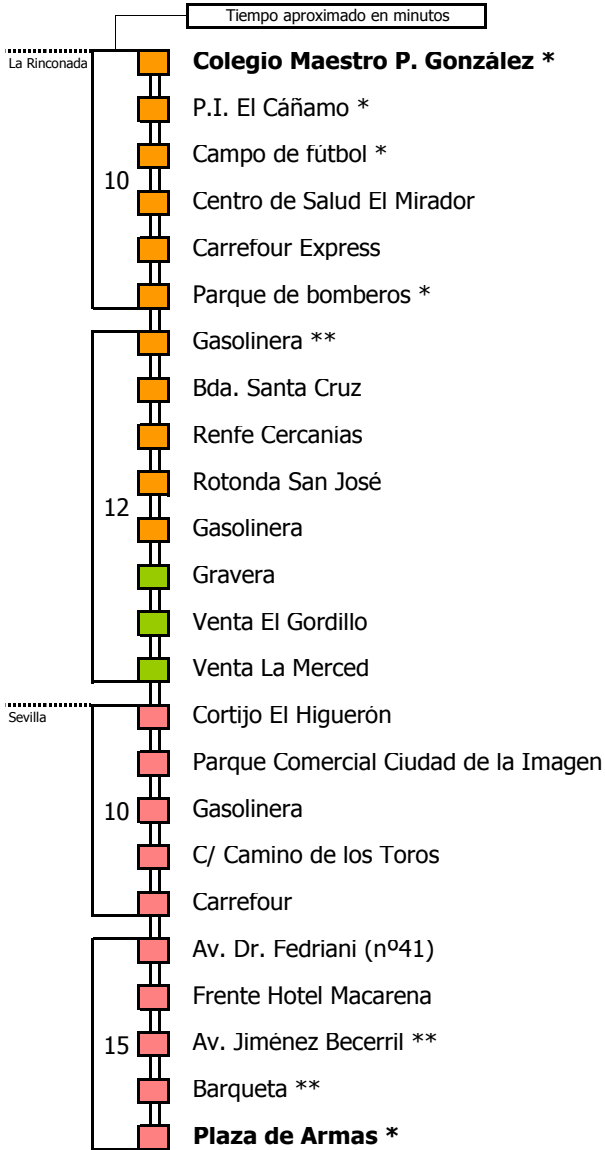 Tiempo aproximado en minutos
La Rinconada
Colegio Maestro P. González *
P.I. El Cáñamo *
Campo de fútbol *
10
Centro de Salud El Mirador
Carrefour Express
Parque de bomberos *
Gasolinera **
Bda. Santa Cruz
Renfe Cercanias
Rotonda San José
12
Gasolinera
Gravera
Venta El Gordillo
Venta La Merced
Sevilla
Cortijo El Higuerón
Parque Comercial Ciudad de la Imagen
10
Gasolinera
C/ Camino de los Toros
Carrefour
Av. Dr. Fedriani (nº41)
Frente Hotel Macarena
15
Av. Jiménez Becerril **
Barqueta **
Plaza de Armas *